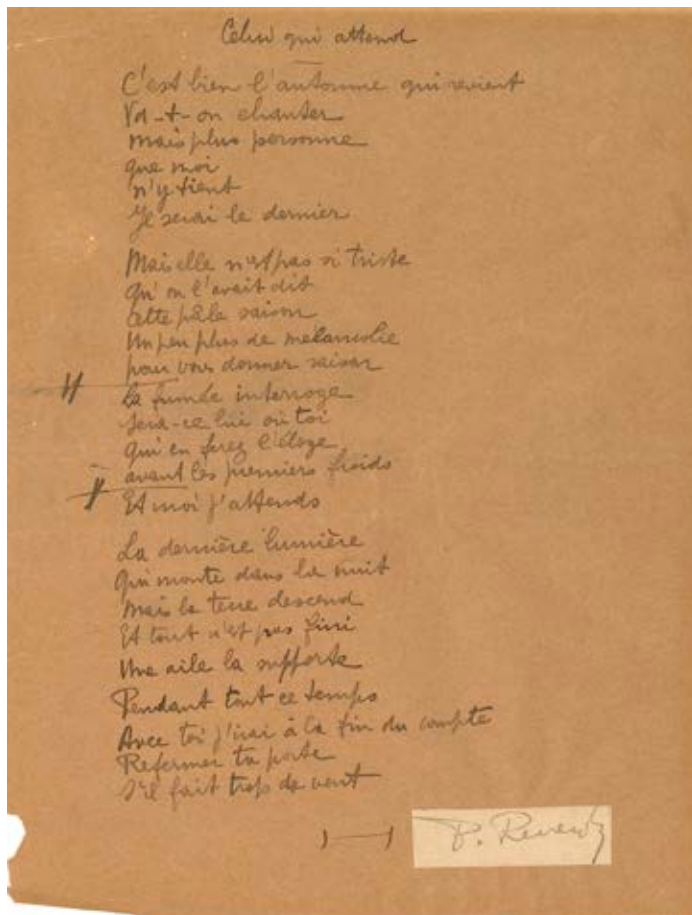 Celui qui attend
C'est bien l'automne qui revient
Va-t-on chanter
mais plus personne
que moi
n'y tient
Je serai le dernier
Mais elle n'est pas si triste
qu'on l'avait dit
cette pâle saison
Un peu plus de mélancolie
pour vous donner raison
La fumée interroge
Sera-ce lui ou toi
qui en ferez l'éloge
avant les premiers froids
Et moi j'attends
La dernière lumière
Qui monte dans la nuit
Mais la terre descend
Et tout n'est pas fini
Une aile la supporte
Pendant tout ce temps
Avec toi j'irai à la fin du compte
Refermer la porte
S'il fait trop de vent
P. Reverdy